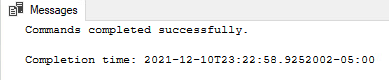 Messages
Commands completed successfully.
Completion time: 2021-12-10T23:22:58.9252002-05:00